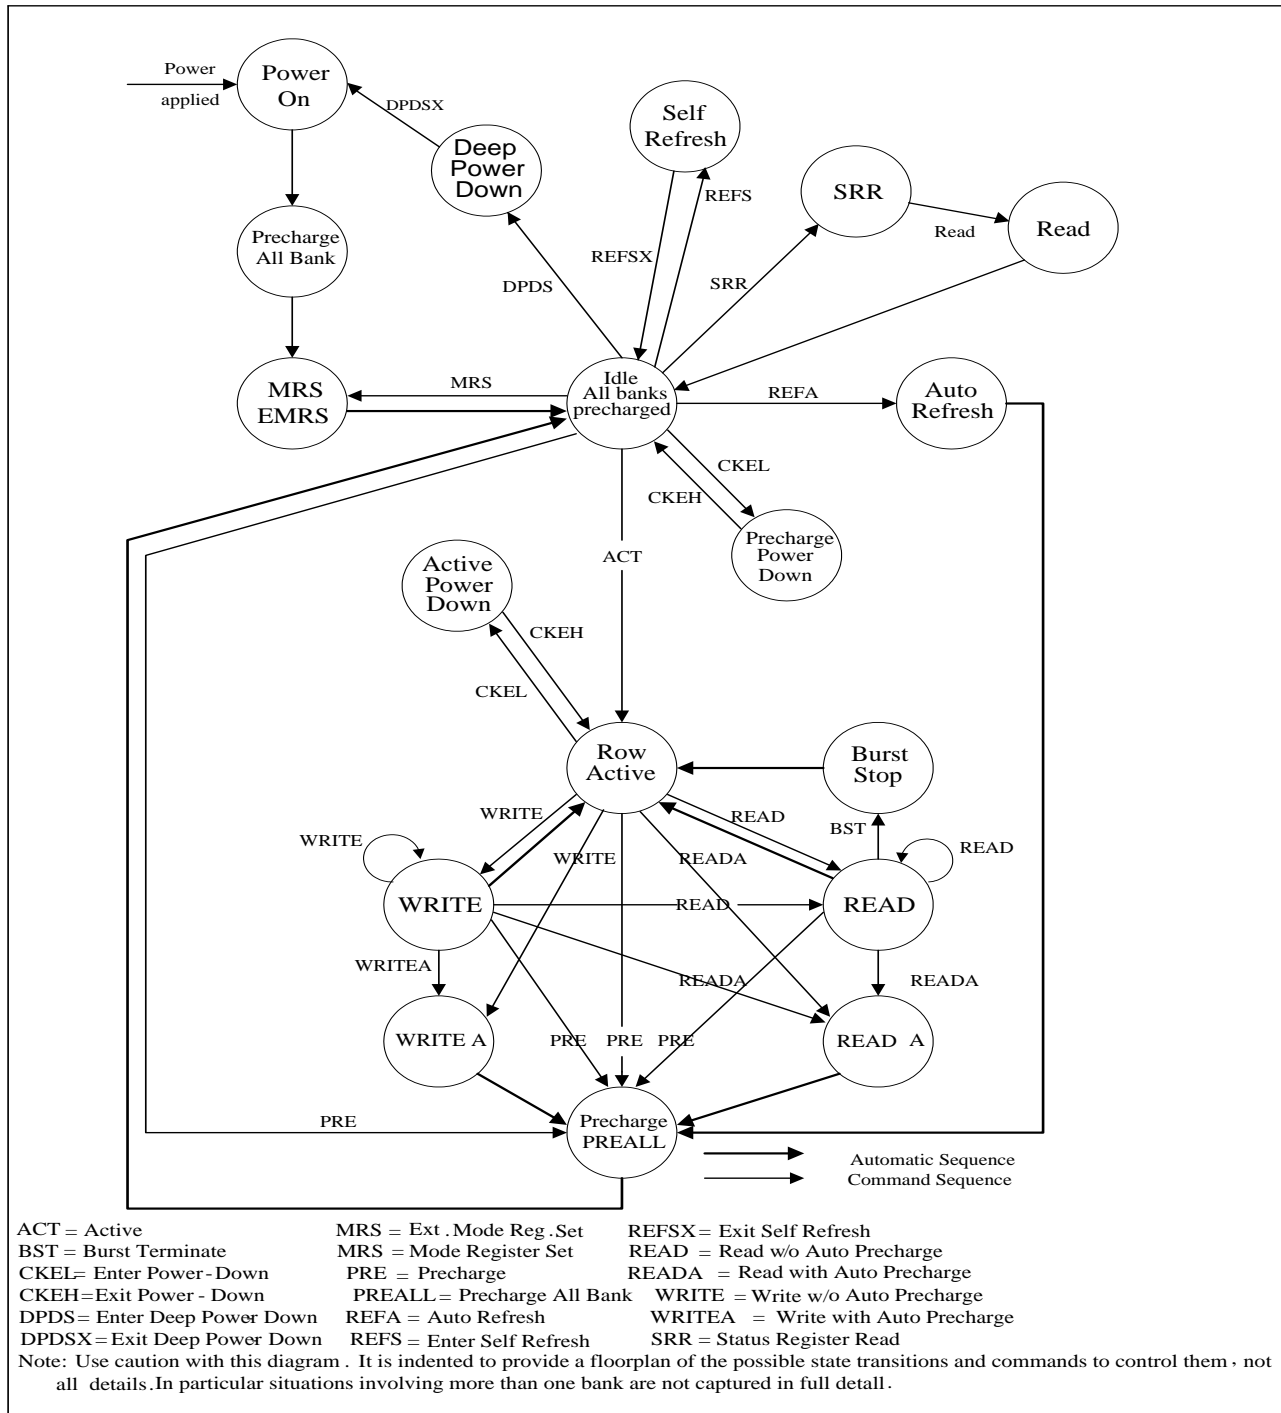 Power
applied
Power
On
DPDSX
Deep
Power
Down
Self
Refresh
REFS
REFSX
SRR
Read
Read
Precharge
All Bank
DPDS
SRR
MRS
EMRS
MRS
Idle
All banks
precharged
REFA
Auto
Refresh
CKEL
CKEH
Precharge
Power
Down
ACT
Active
Power
Down
CKEH
CKEL
Row
Active
Burst
Stop
WRITE
READ
BST
WRITE
WRITE
READA
READ
WRITE
READ
READ
WRITEA
READA
READA
WRITE A
PRE
PRE
PRE
READ A
PRE
Precharge
PREALL
Automatic Sequence
Command Sequence
ACT = Active MRS = Ext . Mode Reg . Set REFSX = Exit Self Refresh
BST = Burst Terminate MRS = Mode Register Set READ = Read w/o Auto Precharge
CKEL= Enter Power - Down PRE = Precharge READA = Read with Auto Precharge
CKEH=Exit Power - Down PREALL = Precharge All Bank WRITE = Write w/o Auto Precharge
DPDS = Enter Deep Power Down REFA = Auto Refresh WRITEA = Write with Auto Precharge
DPDSX= Exit Deep Power Down REFS = Enter Self Refresh SRR = Status Register Read
Note: Use caution with this diagram . It is indented to provide a floorplan of the possible state transitions and commands to control them , not
all details .In particular situations involving more than one bank are not captured in full detall .